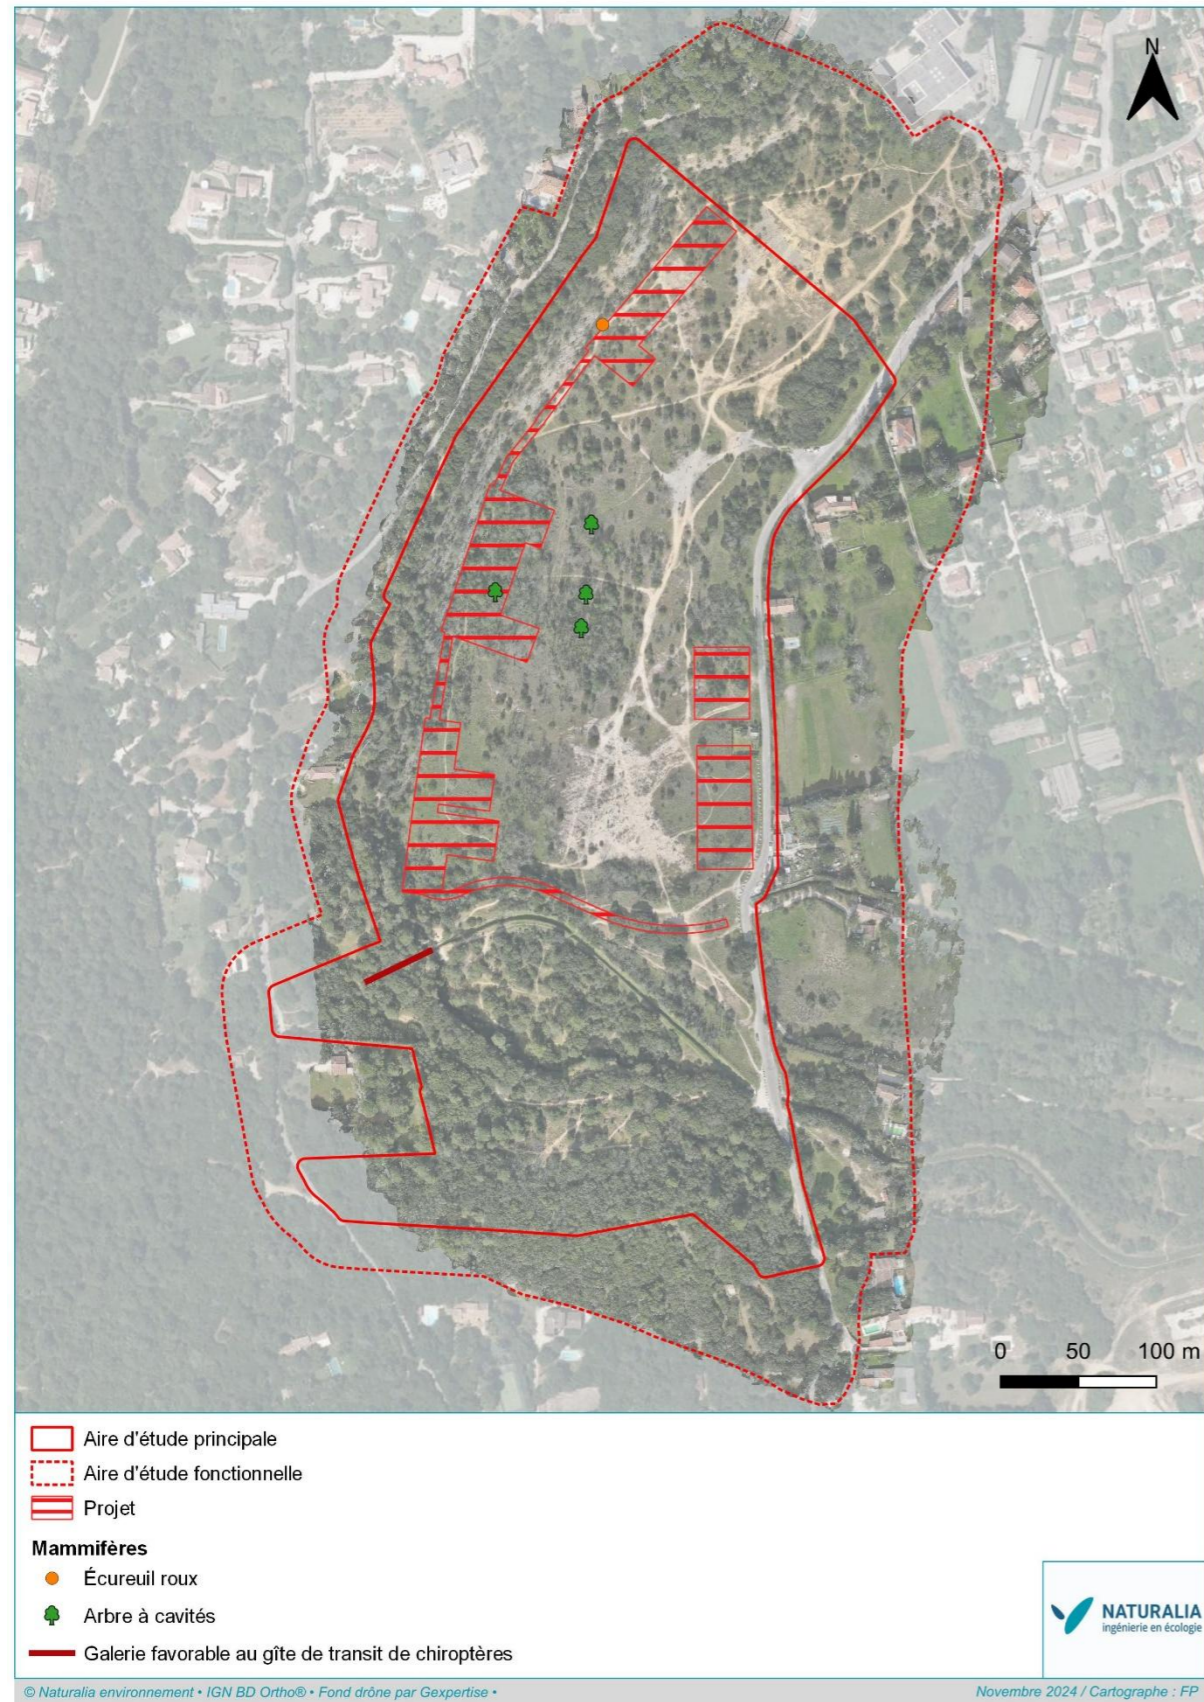 N
0 50 100 m
Aire d'étude principale
Aire d'étude fonctionnelle
Projet
Mammifères
Écureuil roux
Arbre à cavités
Galerie favorable au gîte de transit de chiroptères
NATURALIA
ingénierie en écologie
© Naturalia environnement • IGN BD Ortho® • Fond drône par Gexpertise •
Novembre 2024 / Cartographe : FP